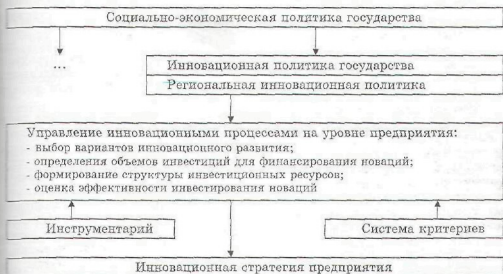 Социально-экономическая политика государства
...
Инновационная политика государства
Региональная инновационная политика
Управление инновационными процессами на уровне предприятия:
- выбор вариантов инновационного развития;
- определения объемов инвестиций для финансирования новаций;
- формирование структуры инвестиционных ресурсов;
- оценка эффективности инвестирования новаций
Инструментарий
Система критериев
Инновационная стратегия предприятия